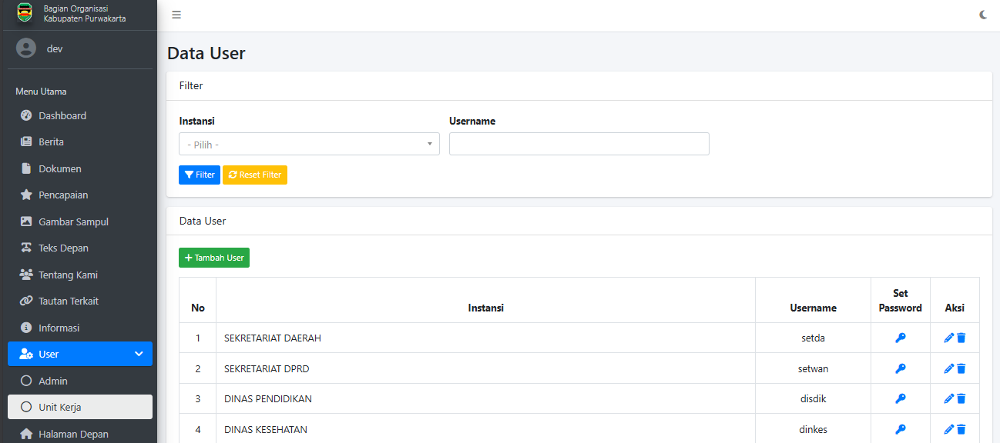 Bagian Organisasi
Kabupaten Purwakarta
dev
Menu Utama
Dashboard
Berita
Dokumen
Pencapaian
Gambar Sampul
Teks Depan
Tentang Kami
Tautan Terkait
Informasi
User
Admin
Unit Kerja
Halaman Depan
Data User
Filter
Instansi Username
- Pilih -
Filter Reset Filter
Data User
+ Tambah User
No Instansi Username Set Password Aksi
1 SEKRETARIAT DAERAH setda
2 SEKRETARIAT DPRD setwan
3 DINAS PENDIDIKAN disdik
4 DINAS KESEHATAN dinkes